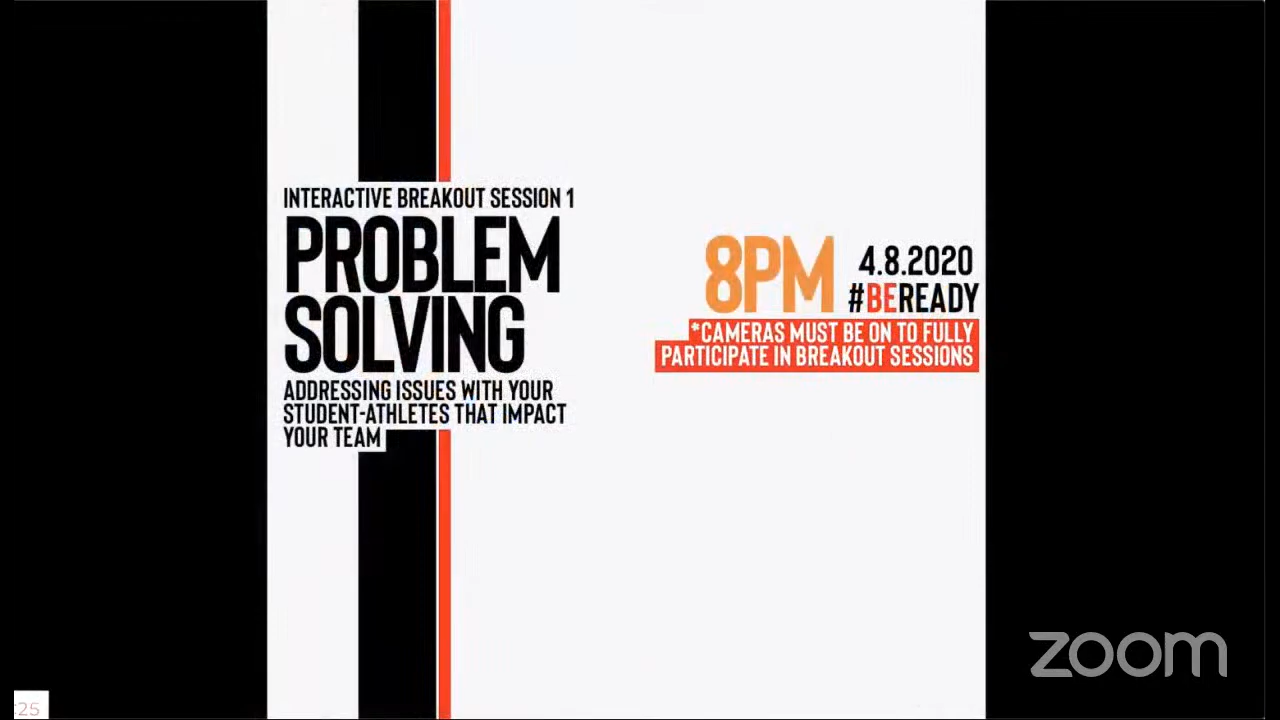 INTERACTIVE BREAKOUT SESSION 1
PROBLEM
SOLVING
ADDRESSING ISSUES WITH YOUR
STUDENT-ATHLETES THAT IMPACT
YOUR TEAM
8PM
4.8.2020
#BEREADY
*CAMERAS MUST BE ON TO FULLY
PARTICIPATE IN BREAKOUT SESSIONS
zoom
:25